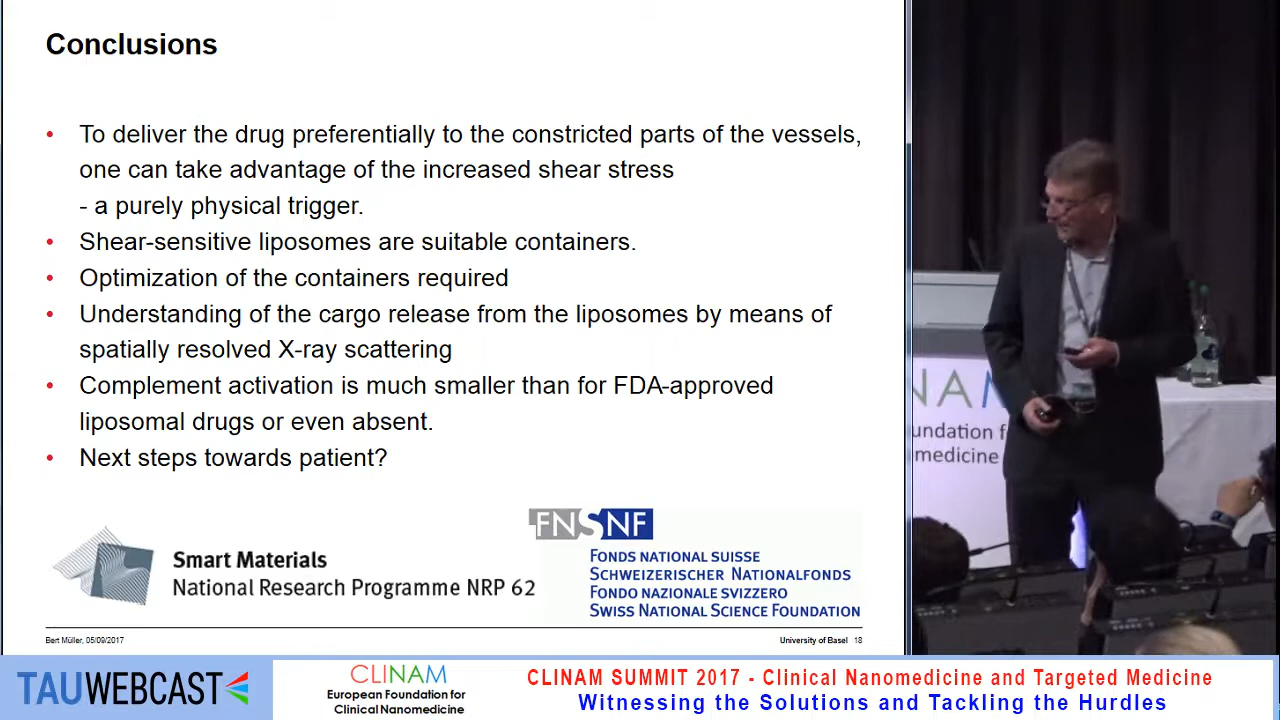 Conclusions
• To deliver the drug preferentially to the constricted parts of the vessels,
one can take advantage of the increased shear stress
- a purely physical trigger.
• Shear-sensitive liposomes are suitable containers.
• Optimization of the containers required
• Understanding of the cargo release from the liposomes by means of
spatially resolved X-ray scattering
• Complement activation is much smaller than for FDA-approved
liposomal drugs or even absent.
• Next steps towards patient?
Smart Materials
National Research Programme NRP 62
FNSNF
FONDS NATIONAL SUISSE
SCHWEIZERISCHER NATIONALFONDS
FONDO NAZIONALE SVIZZERO
SWISS NATIONAL SCIENCE FOUNDATION
Bert Müller, 05/09/2017
University of Basel 18
NAM
undation f
medicine
TAUWEBCAST
CLINAM
European Foundation for
Clinical Nanomedicine
CLINAM SUMMIT 2017 - Clinical Nanomedicine and Targeted Medicine
Witnessing the Solutions and Tackling the Hurdles